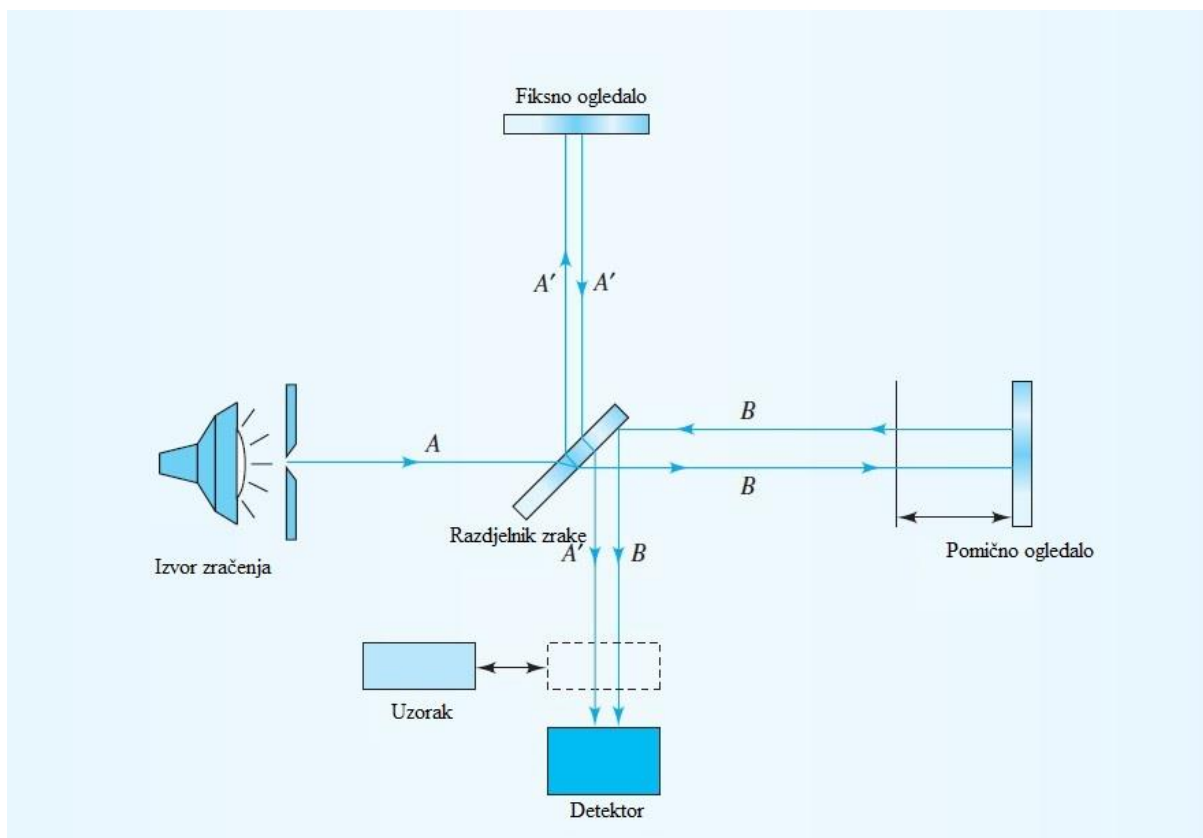 Fiksno ogledalo
A′ A′
A
B
B
Razdjelnik zrake
A′ B
Izvor zračenja
Pomično ogledalo
Uzorak
Detektor